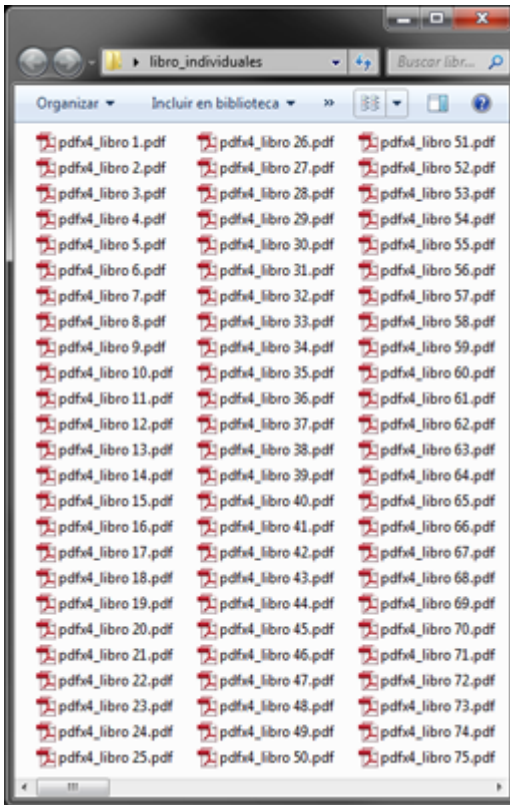 libro_individuales
Buscar libr...
Organizar
Incluir en biblioteca
»
pdfx4_libro 1.pdf
pdfx4_libro 2.pdf
pdfx4_libro 3.pdf
pdfx4_libro 4.pdf
pdfx4_libro 5.pdf
pdfx4_libro 6.pdf
pdfx4_libro 7.pdf
pdfx4_libro 8.pdf
pdfx4_libro 9.pdf
pdfx4_libro 10.pdf
pdfx4_libro 11.pdf
pdfx4_libro 12.pdf
pdfx4_libro 13.pdf
pdfx4_libro 14.pdf
pdfx4_libro 15.pdf
pdfx4_libro 16.pdf
pdfx4_libro 17.pdf
pdfx4_libro 18.pdf
pdfx4_libro 19.pdf
pdfx4_libro 20.pdf
pdfx4_libro 21.pdf
pdfx4_libro 22.pdf
pdfx4_libro 23.pdf
pdfx4_libro 24.pdf
pdfx4_libro 25.pdf
pdfx4_libro 26.pdf
pdfx4_libro 27.pdf
pdfx4_libro 28.pdf
pdfx4_libro 29.pdf
pdfx4_libro 30.pdf
pdfx4_libro 31.pdf
pdfx4_libro 32.pdf
pdfx4_libro 33.pdf
pdfx4_libro 34.pdf
pdfx4_libro 35.pdf
pdfx4_libro 36.pdf
pdfx4_libro 37.pdf
pdfx4_libro 38.pdf
pdfx4_libro 39.pdf
pdfx4_libro 40.pdf
pdfx4_libro 41.pdf
pdfx4_libro 42.pdf
pdfx4_libro 43.pdf
pdfx4_libro 44.pdf
pdfx4_libro 45.pdf
pdfx4_libro 46.pdf
pdfx4_libro 47.pdf
pdfx4_libro 48.pdf
pdfx4_libro 49.pdf
pdfx4_libro 50.pdf
pdfx4_libro 51.pdf
pdfx4_libro 52.pdf
pdfx4_libro 53.pdf
pdfx4_libro 54.pdf
pdfx4_libro 55.pdf
pdfx4_libro 56.pdf
pdfx4_libro 57.pdf
pdfx4_libro 58.pdf
pdfx4_libro 59.pdf
pdfx4_libro 60.pdf
pdfx4_libro 61.pdf
pdfx4_libro 62.pdf
pdfx4_libro 63.pdf
pdfx4_libro 64.pdf
pdfx4_libro 65.pdf
pdfx4_libro 66.pdf
pdfx4_libro 67.pdf
pdfx4_libro 68.pdf
pdfx4_libro 69.pdf
pdfx4_libro 70.pdf
pdfx4_libro 71.pdf
pdfx4_libro 72.pdf
pdfx4_libro 73.pdf
pdfx4_libro 74.pdf
pdfx4_libro 75.pdf